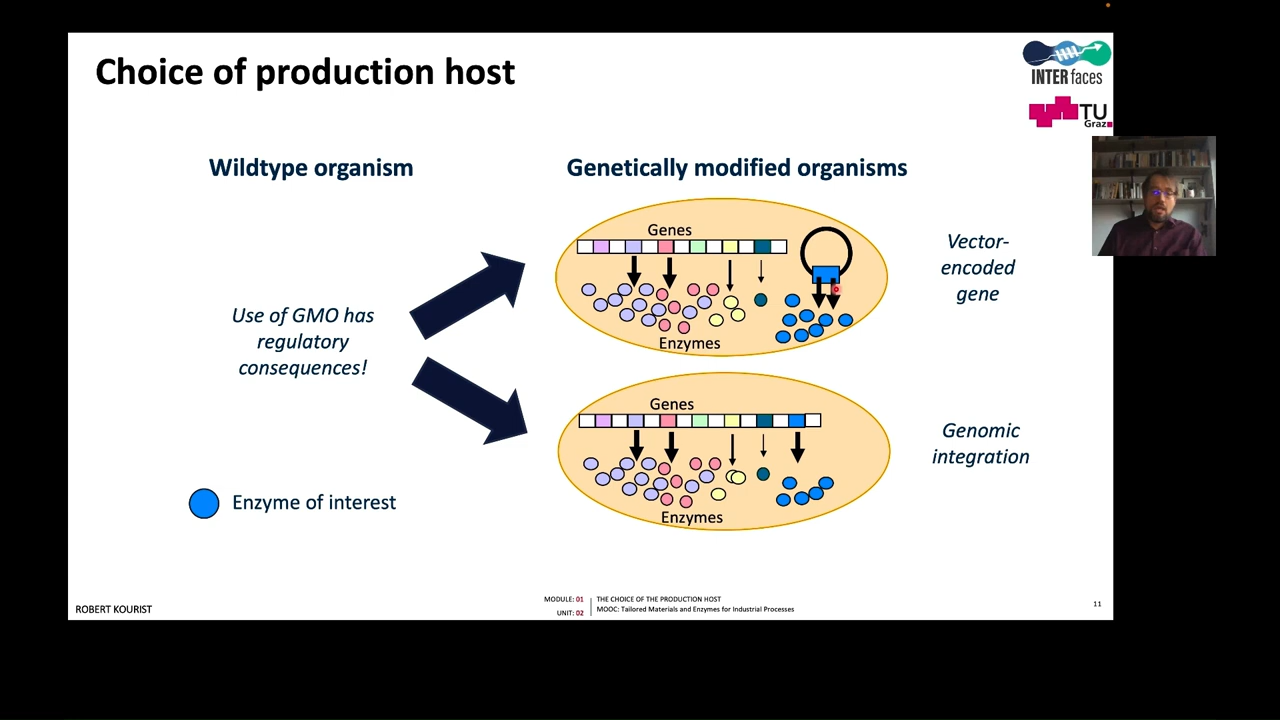 Choice of production host
INTERfaces
TU
Graz
Wildtype organism
Genetically modified organisms
Use of GMO has
regulatory
consequences!
Genes
Enzymes
Vector-
encoded
gene
Genes
Enzymes
Genomic
integration
Enzyme of interest
ROBERT KOURIST
MODULE: 01
UNIT: 02
THE CHOICE OF THE PRODUCTION HOST
MOOC: Tailored Materials and Enzymes for Industrial Processes
11